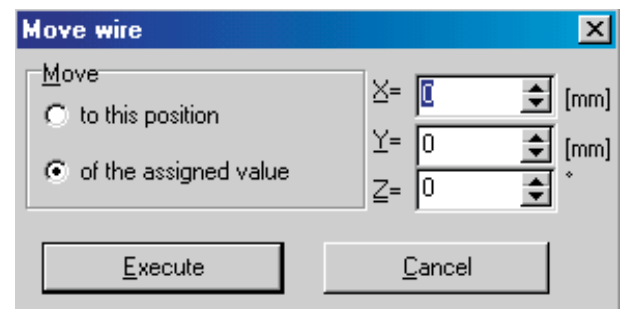 Move wire
Move
to this position
of the assigned value
X= 0 [mm]
Y= 0 [mm]
Z= 0 °
Execute
Cancel